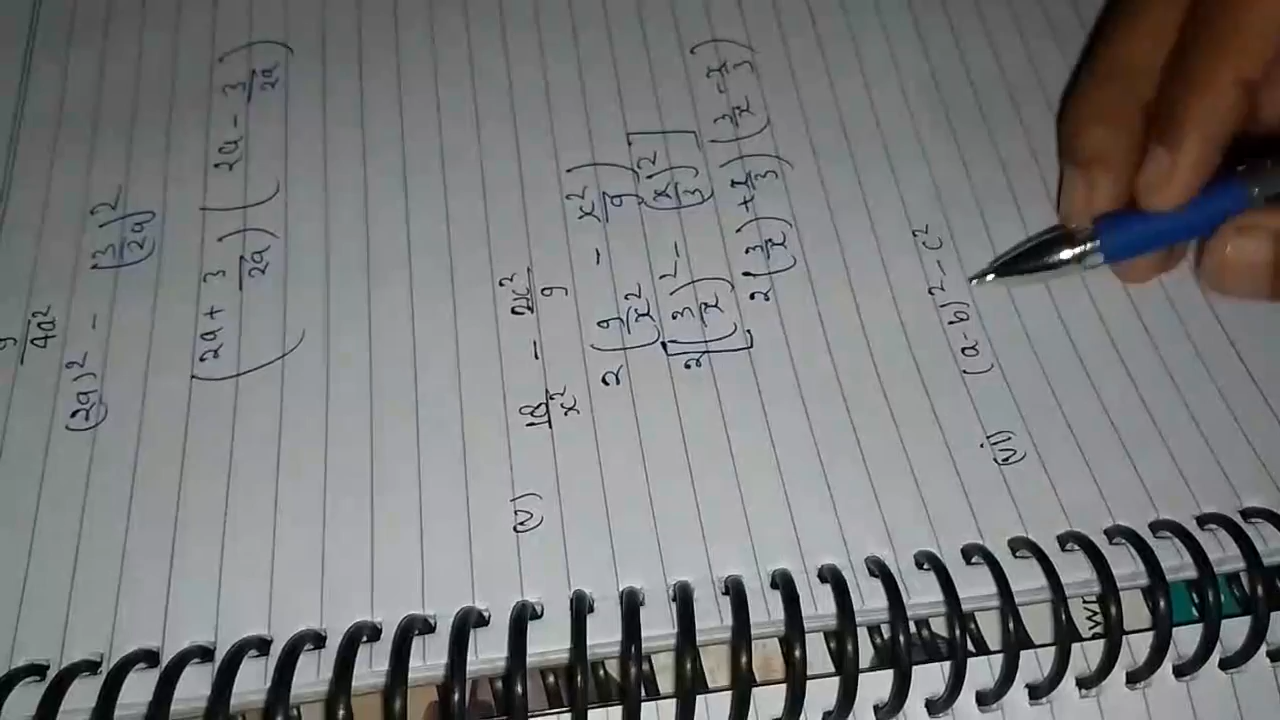 9/4a²
(2a)² - (3/2a)²
(2a + 3/2a) (2a - 3/2a)
(v) 18/x² - 2x²/9
2(9/x² - x²/9)
2[(3/x)² - (x/3)²]
2(3/x) + x/3) (3/x - x/3)
(vi) (a-b)² - c²